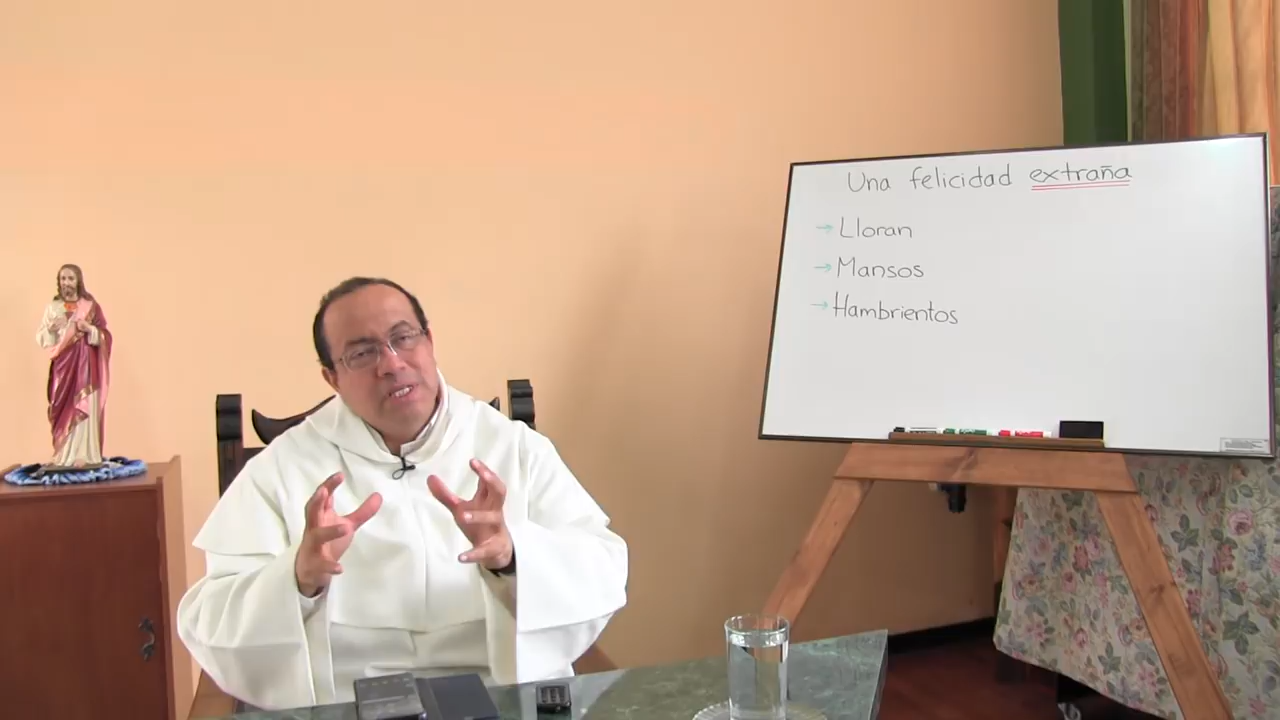 Una felicidad extraña
→ Lloran
→ Mansos
→ Hambrientos